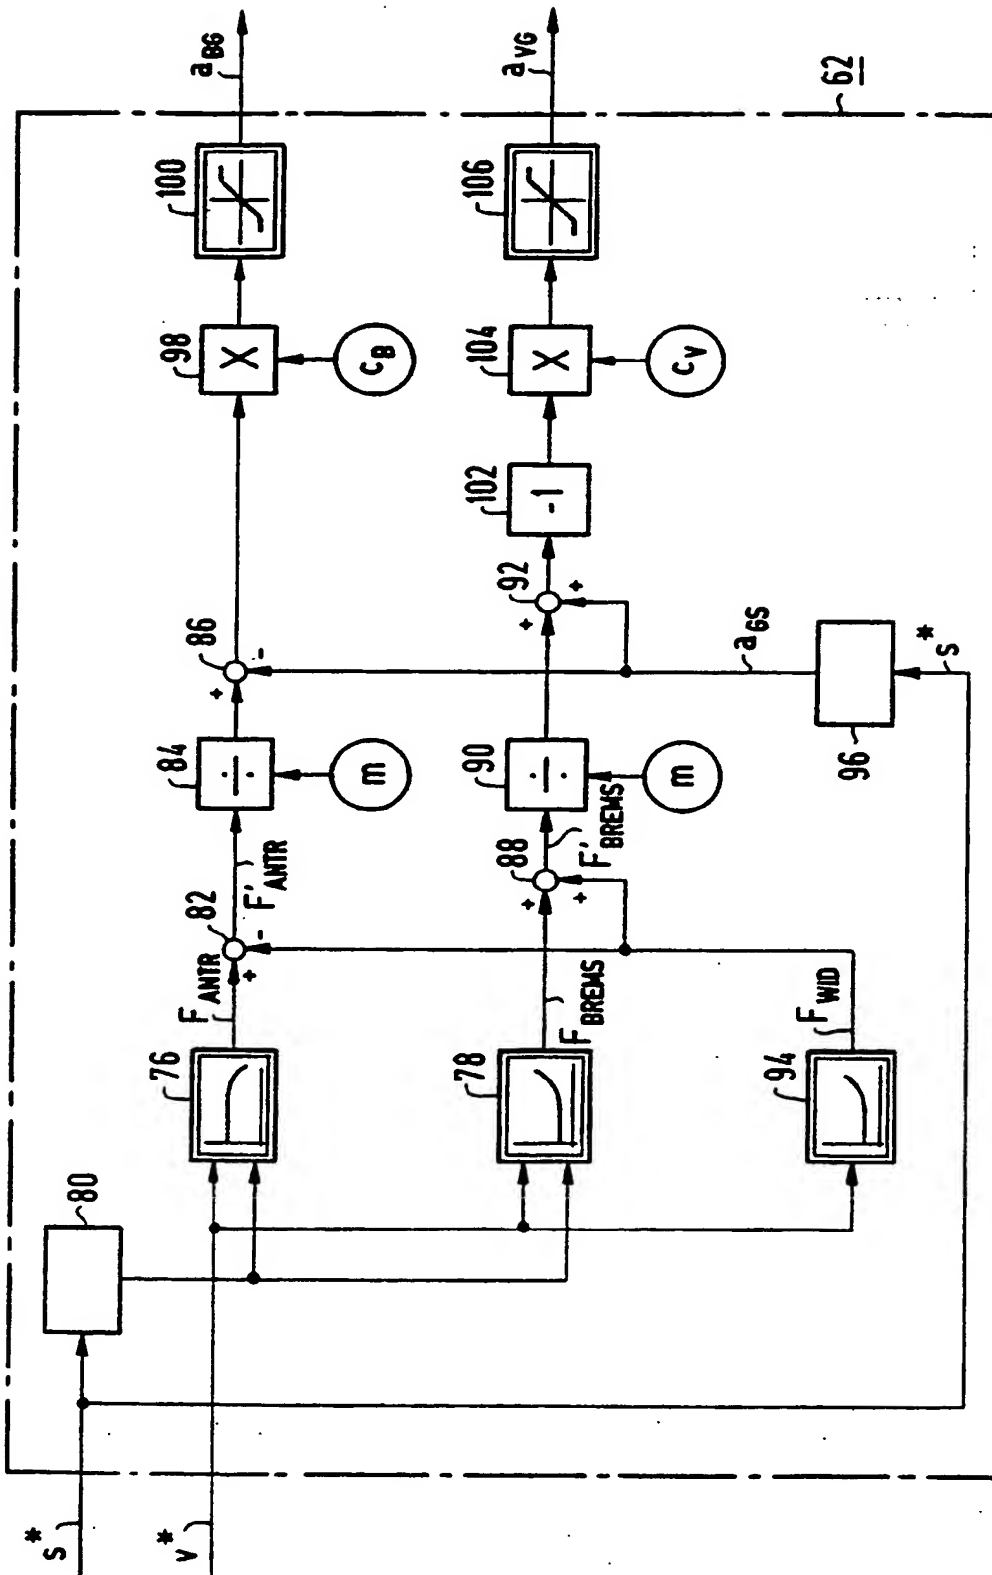 s*
v*
80
76
F_ANTR
82
F'_ANTR
84
m
86
98
c_B
100
a_BG
78
F_BREMS
88
F'_BREMS
90
m
92
102
-1
104
c_V
106
a_VG
94
F_WID
a_GS
96
s*
62
+
-
+
-
+
+
+
+
X
X
÷
÷